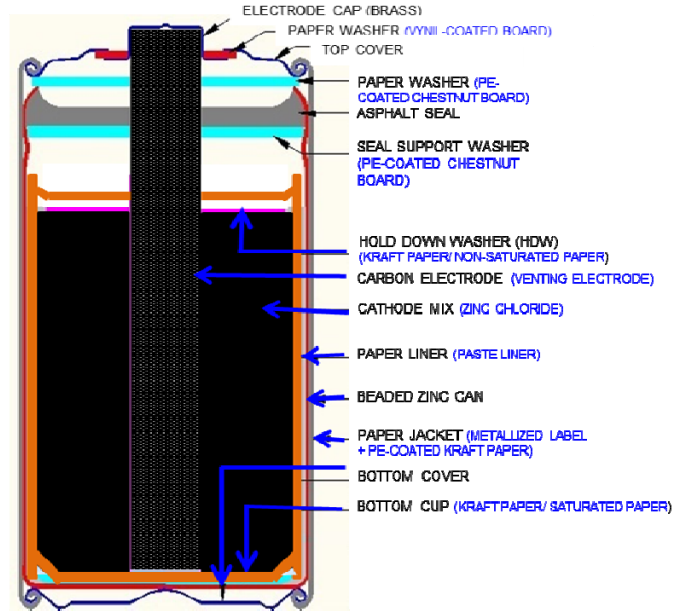 ELECTRODE CAP (BRASS)
PAPER WASHER (VYNIL-COATED BOARD)
TOP COVER
PAPER WASHER (PE-
COATED CHESTNUT BOARD)
ASPHALT SEAL
SEAL SUPPORT WASHER
(PE-COATED CHESTNUT
BOARD)
HOLD DOWN WASHER (HDW)
(KRAFT PAPER/ NON-SATURATED PAPER)
CARBON ELECTRODE (VENTING ELECTRODE)
CATHODE MIX (ZINC CHLORIDE)
PAPER LINER (PASTE LINER)
BEADED ZINC CAN
PAPER JACKET (METALLIZED LABEL
+ PE-COATED KRAFT PAPER)
BOTTOM COVER
BOTTOM CUP (KRAFT PAPER/ SATURATED PAPER)